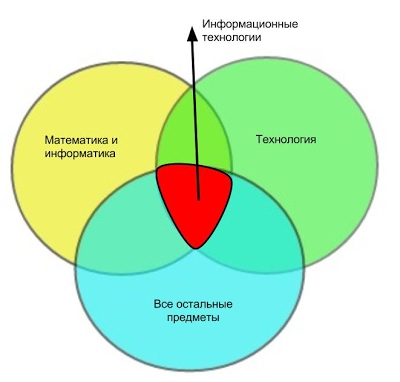 Информационные
технологии
Математика и
информатика
Технология
Все остальные
предметы